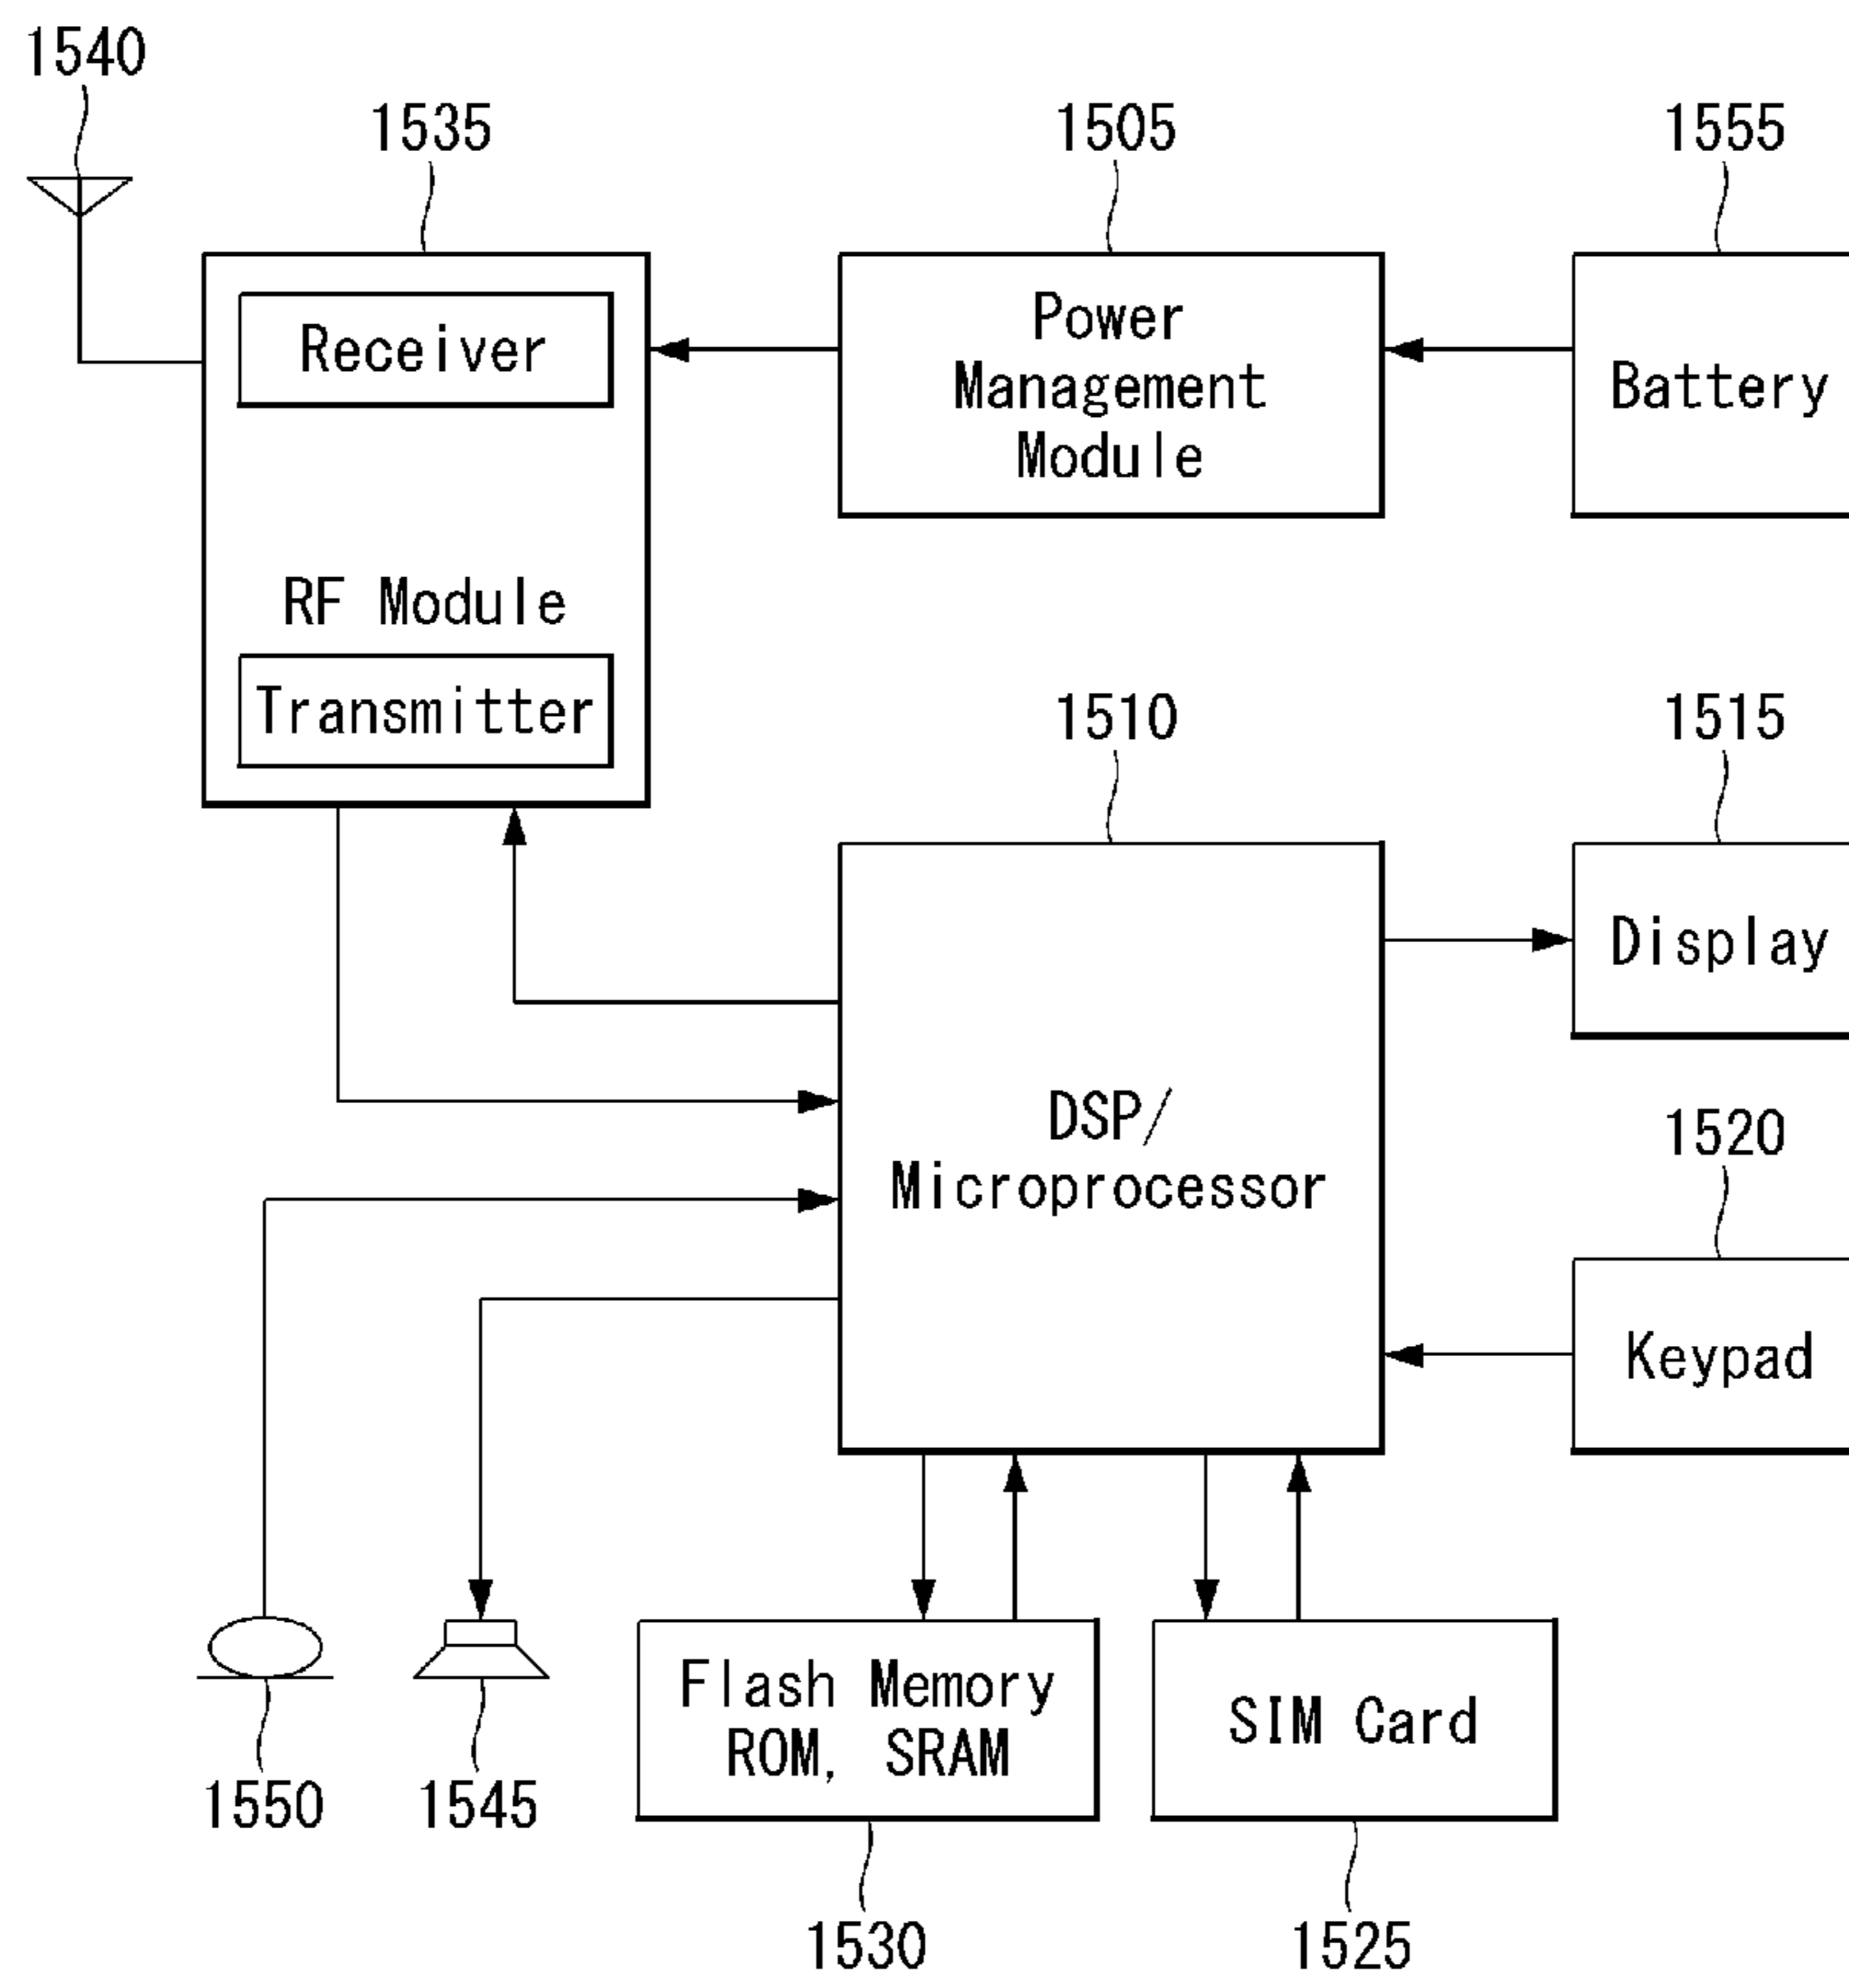 1540
1535
1505
1555
Receiver
RF Module
Transmitter
Power
Management
Module
Battery
1510
1515
DSP/
Microprocessor
Display
1520
Keypad
Flash Memory
ROM, SRAM
SIM Card
1550
1545
1530
1525